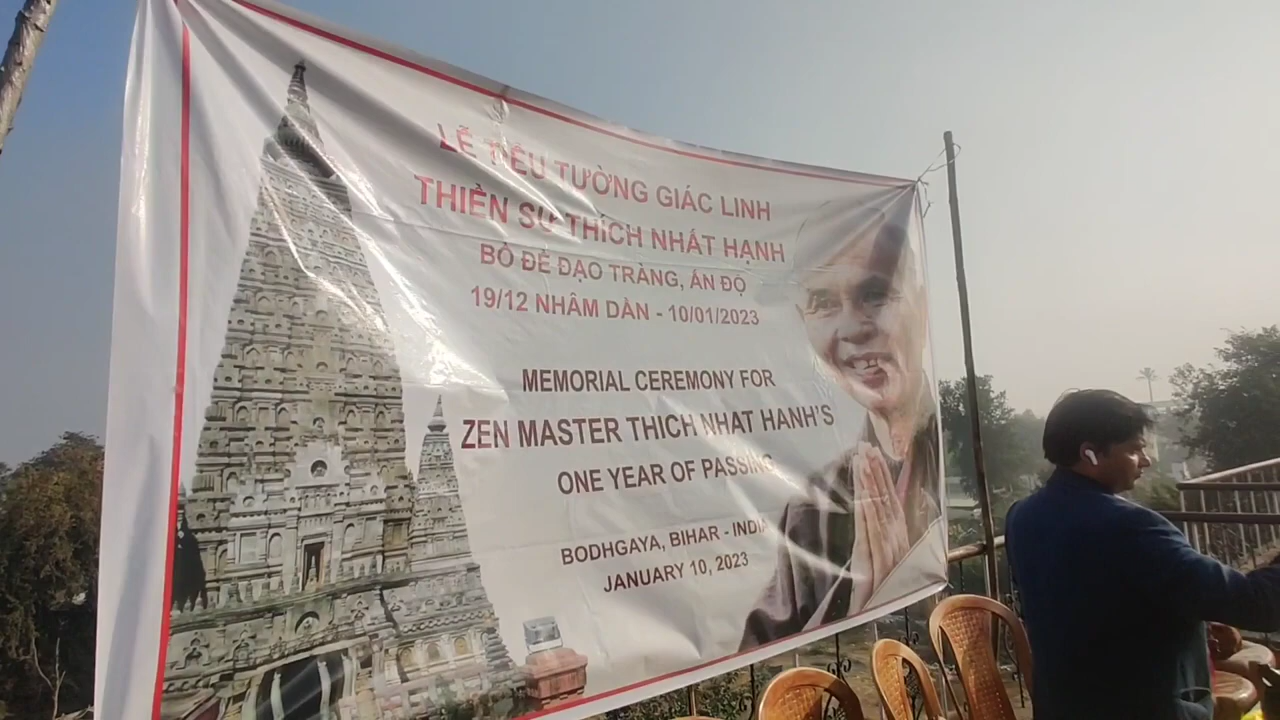 LỄ TIỂU TƯỜNG GIÁC LINH
THIỀN SƯ THÍCH NHẤT HẠNH
BỒ ĐỀ ĐẠO TRÀNG, ẤN ĐỘ
19/12 NHÂM DẦN - 10/01/2023
MEMORIAL CEREMONY FOR
ZEN MASTER THICH NHAT HANH'S
ONE YEAR OF PASSING
BODHGAYA, BIHAR - INDIA
JANUARY 10, 2023